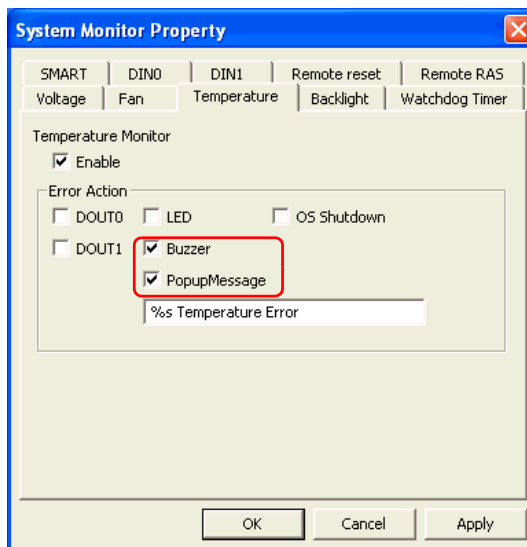 System Monitor Property
SMART DIN0 DIN1 Remote reset Remote RAS
Voltage Fan Temperature Backlight Watchdog Timer
Temperature Monitor
Enable
Error Action
DOUT0 LED OS Shutdown
DOUT1 Buzzer
PopupMessage
%s Temperature Error
OK Cancel Apply